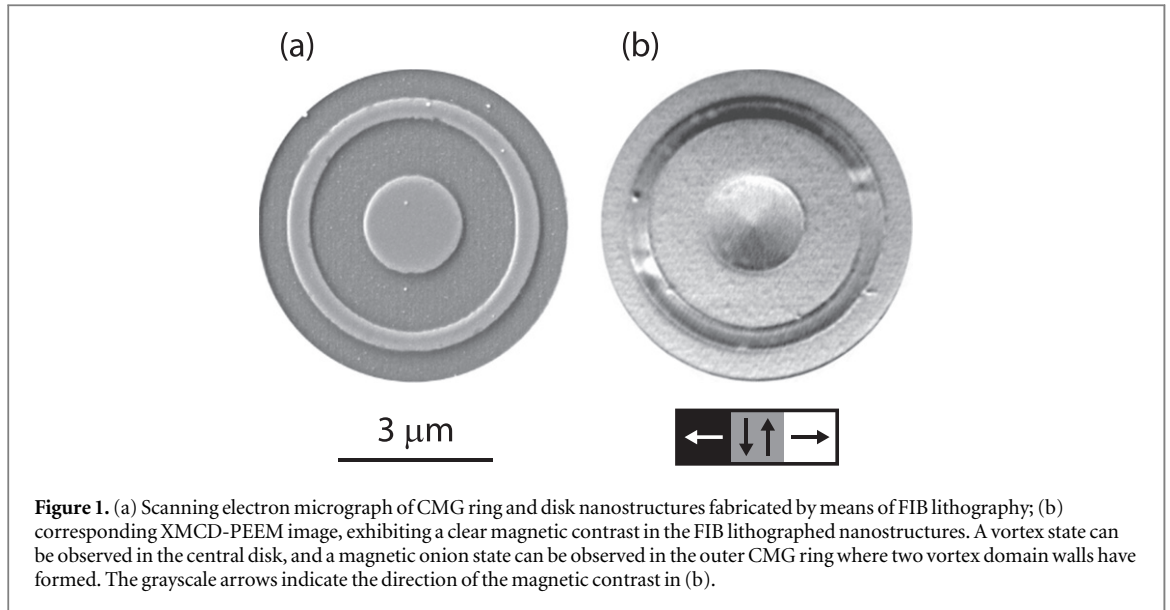 (a)
(b)
3 μm
Figure 1. (a) Scanning electron micrograph of CMG ring and disk nanostructures fabricated by means of FIB lithography; (b)
corresponding XMCD-PEEM image, exhibiting a clear magnetic contrast in the FIB lithographed nanostructures. A vortex state can
be observed in the central disk, and a magnetic onion state can be observed in the outer CMG ring where two vortex domain walls have
formed. The grayscale arrows indicate the direction of the magnetic contrast in (b).